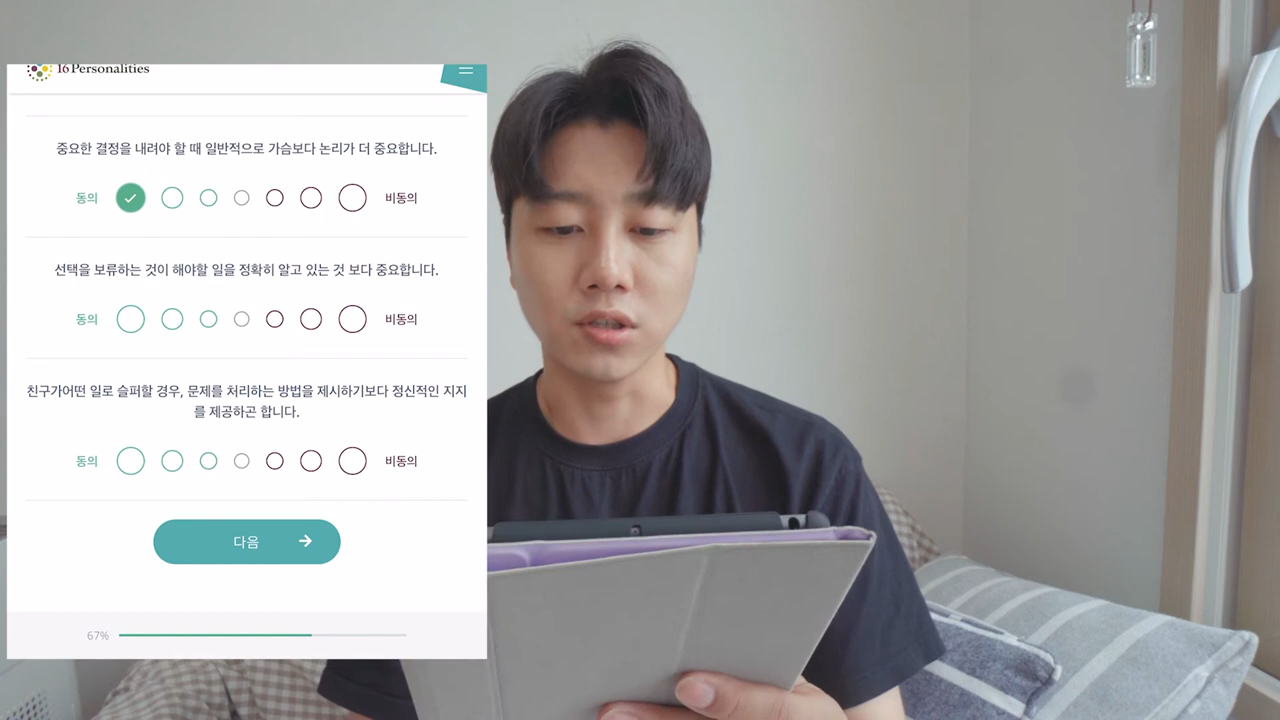 16Personalities
중요한 결정을 내려야 할 때 일반적으로 가슴보다 논리가 더 중요합니다.
동의 비동의
선택을 보류하는 것이 해야할 일을 정확히 알고 있는 것 보다 중요합니다.
동의 비동의
친구가어떤 일로 슬퍼할 경우, 문제를 처리하는 방법을 제시하기보다 정신적인 지지
를 제공하곤 합니다.
동의 비동의
다음
67%